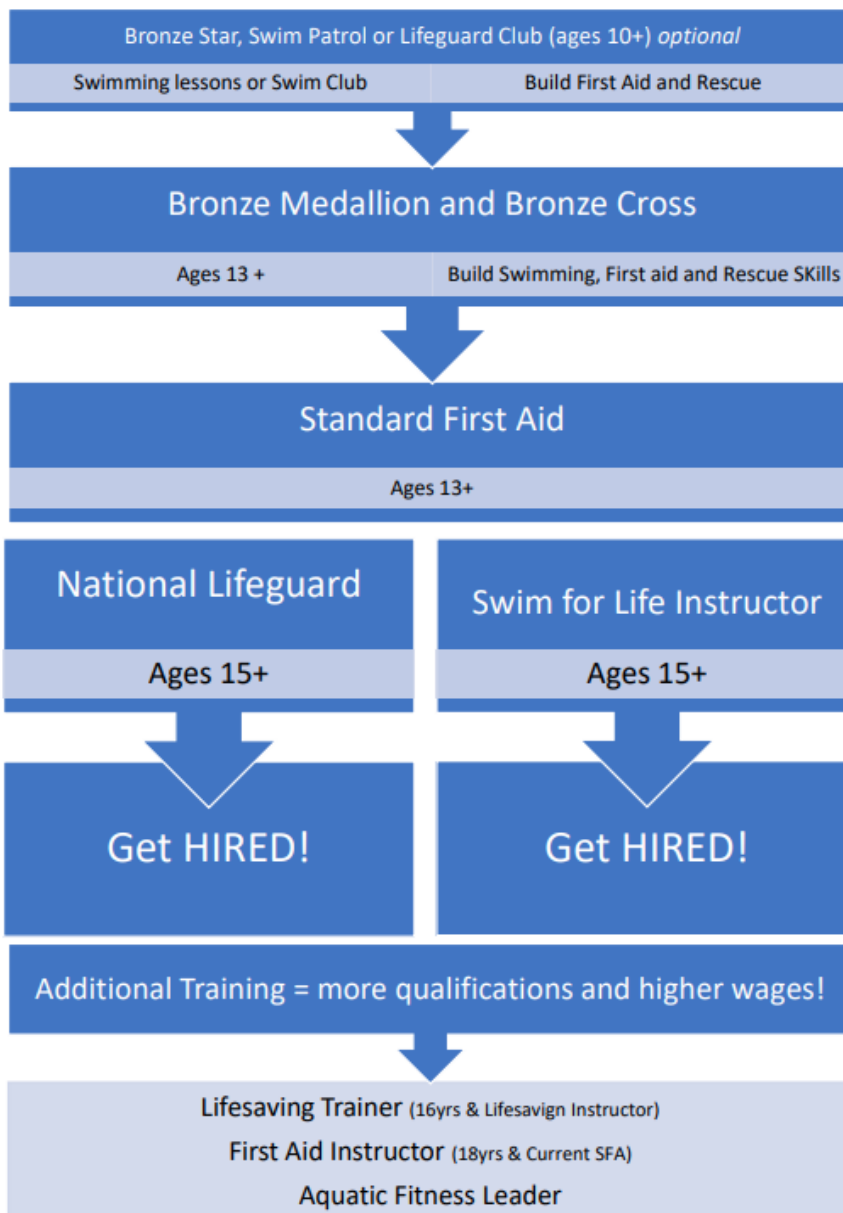 Bronze Star, Swim Patrol or Lifeguard Club (ages 10+) optional
Swimming lessons or Swim Club
Build First Aid and Rescue
Bronze Medallion and Bronze Cross
Ages 13 +
Build Swimming, First aid and Rescue SKills
Standard First Aid
Ages 13+
National Lifeguard
Ages 15+
Get HIRED!
Swim for Life Instructor
Ages 15+
Get HIRED!
Additional Training = more qualifications and higher wages!
Lifesaving Trainer (16yrs & Lifesavign Instructor)
First Aid Instructor (18yrs & Current SFA)
Aquatic Fitness Leader